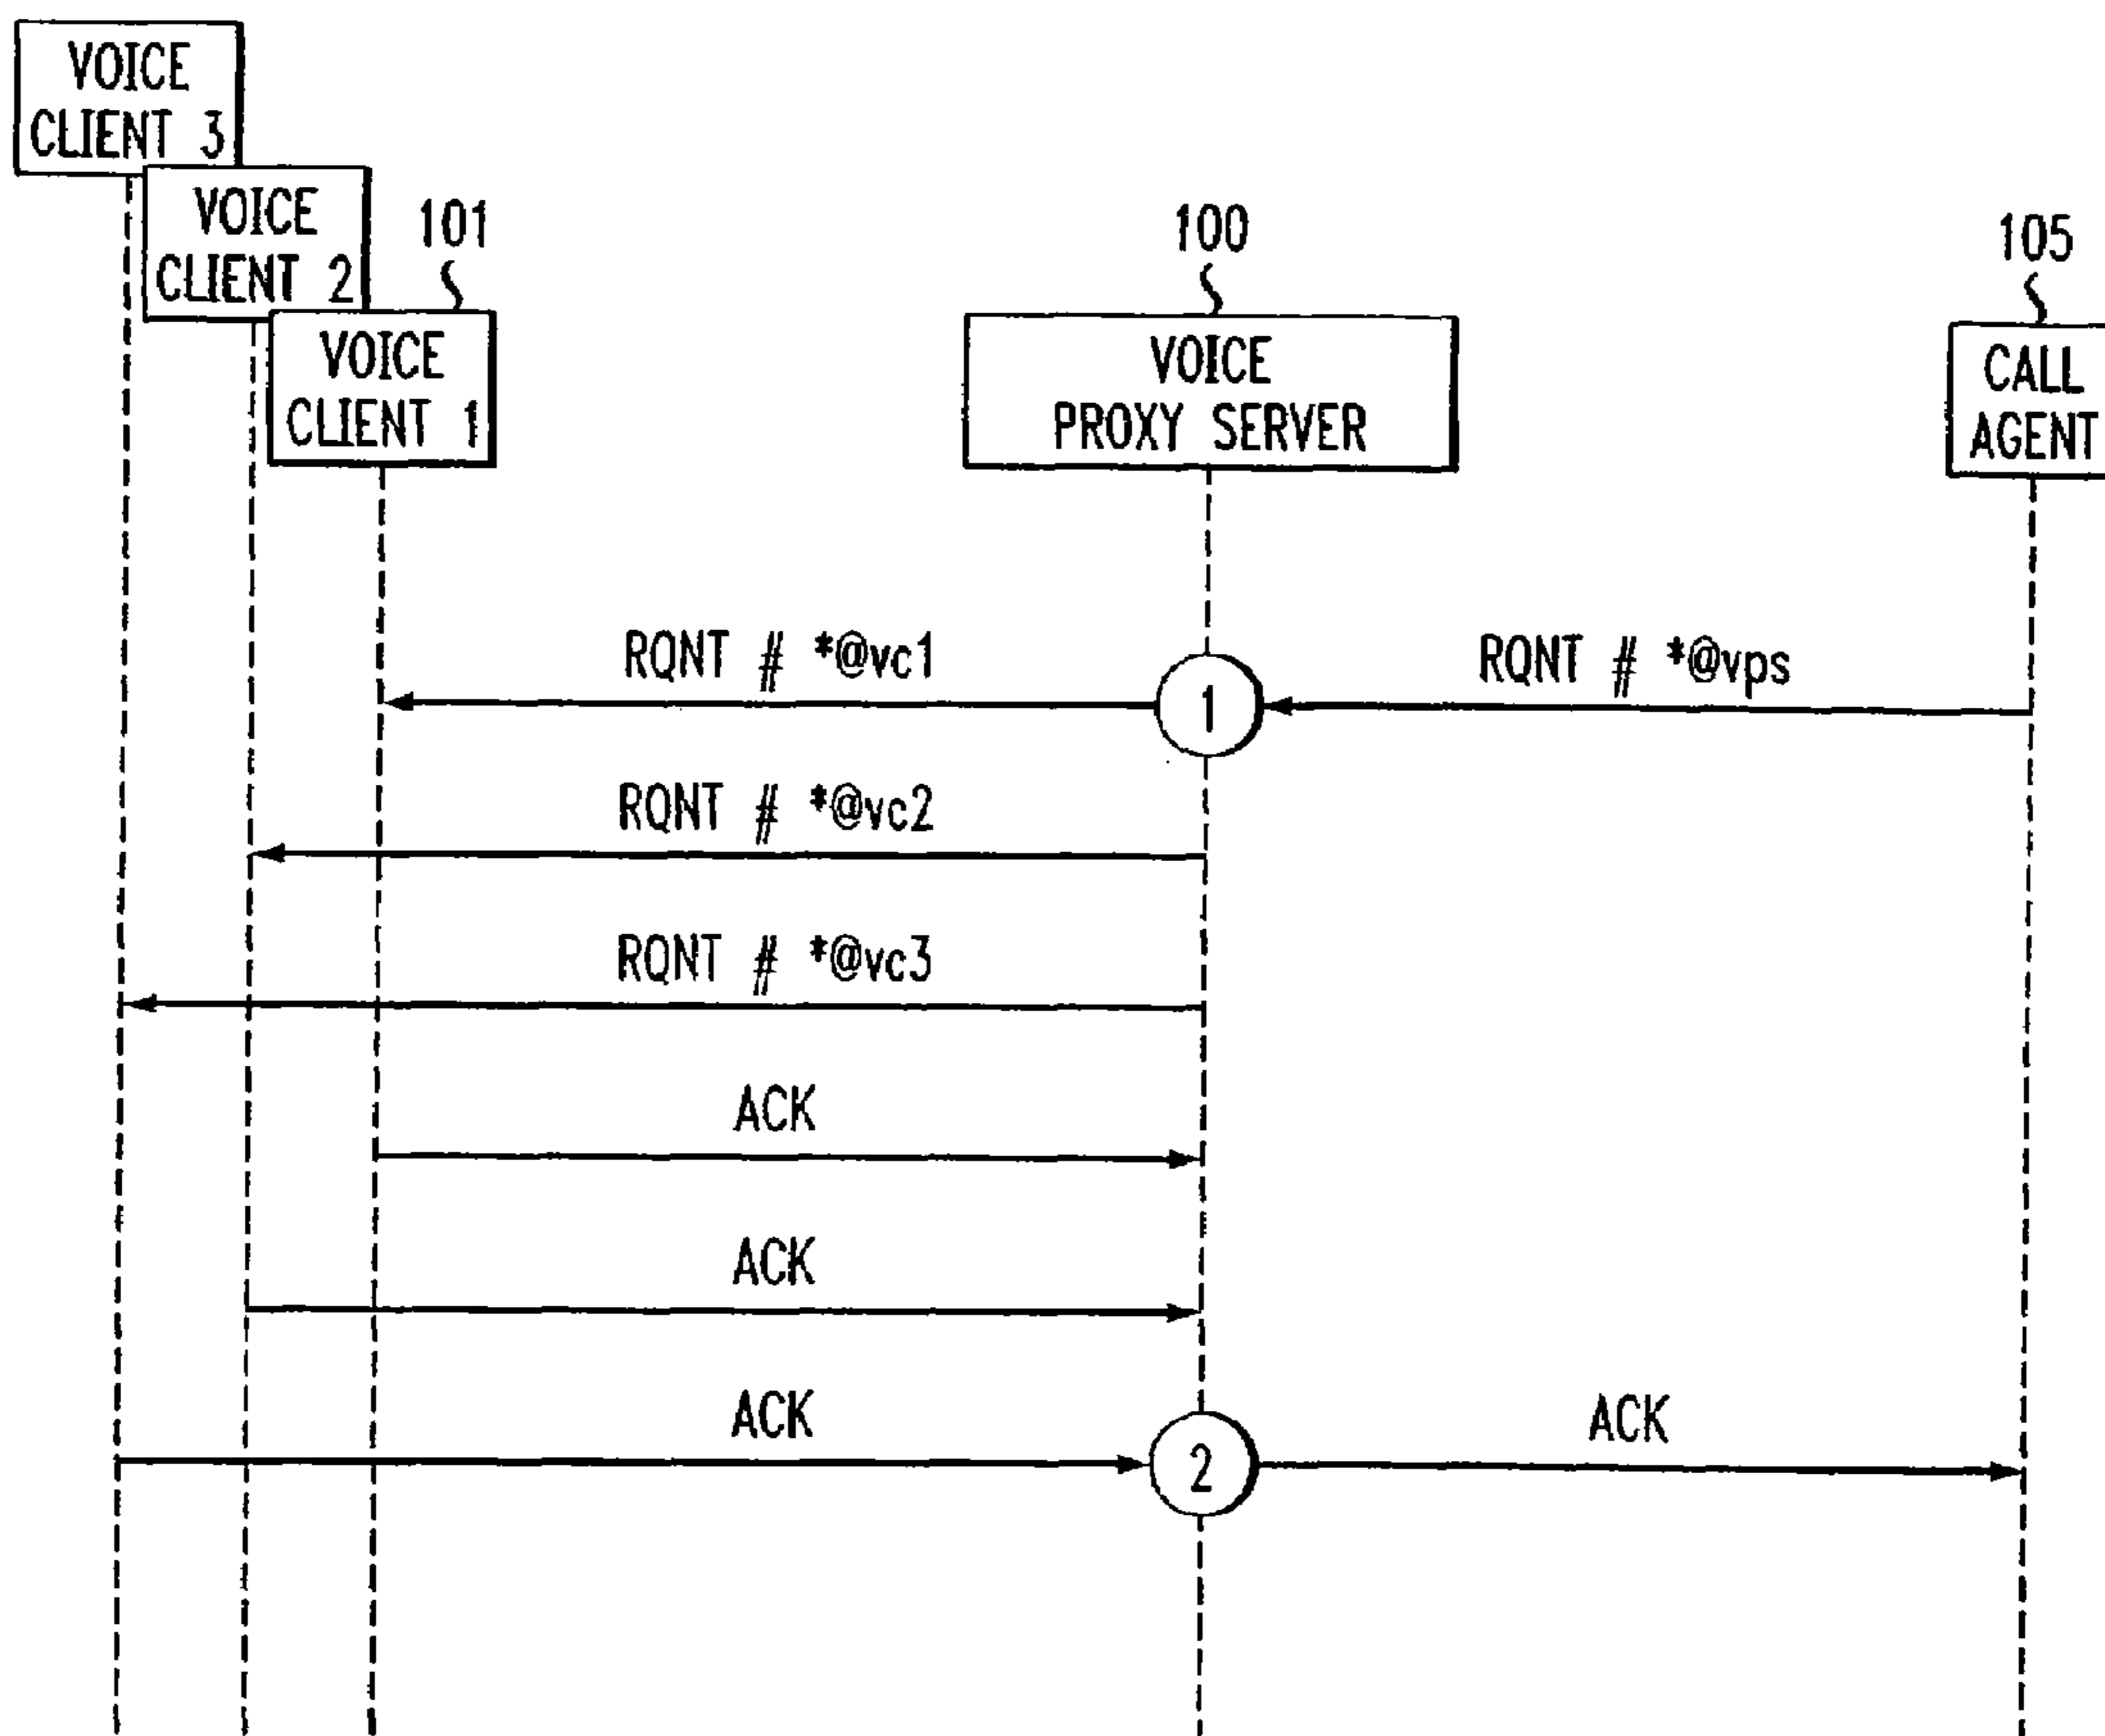 VOICE
CLIENT 3
VOICE
CLIENT 2
101
VOICE
CLIENT 1
100
VOICE
PROXY SERVER
105
CALL
AGENT
RQNT # *@vc1
1
RQNT # *@vps
RQNT # *@vc2
RQNT # *@vc3
ACK
ACK
ACK
2
ACK